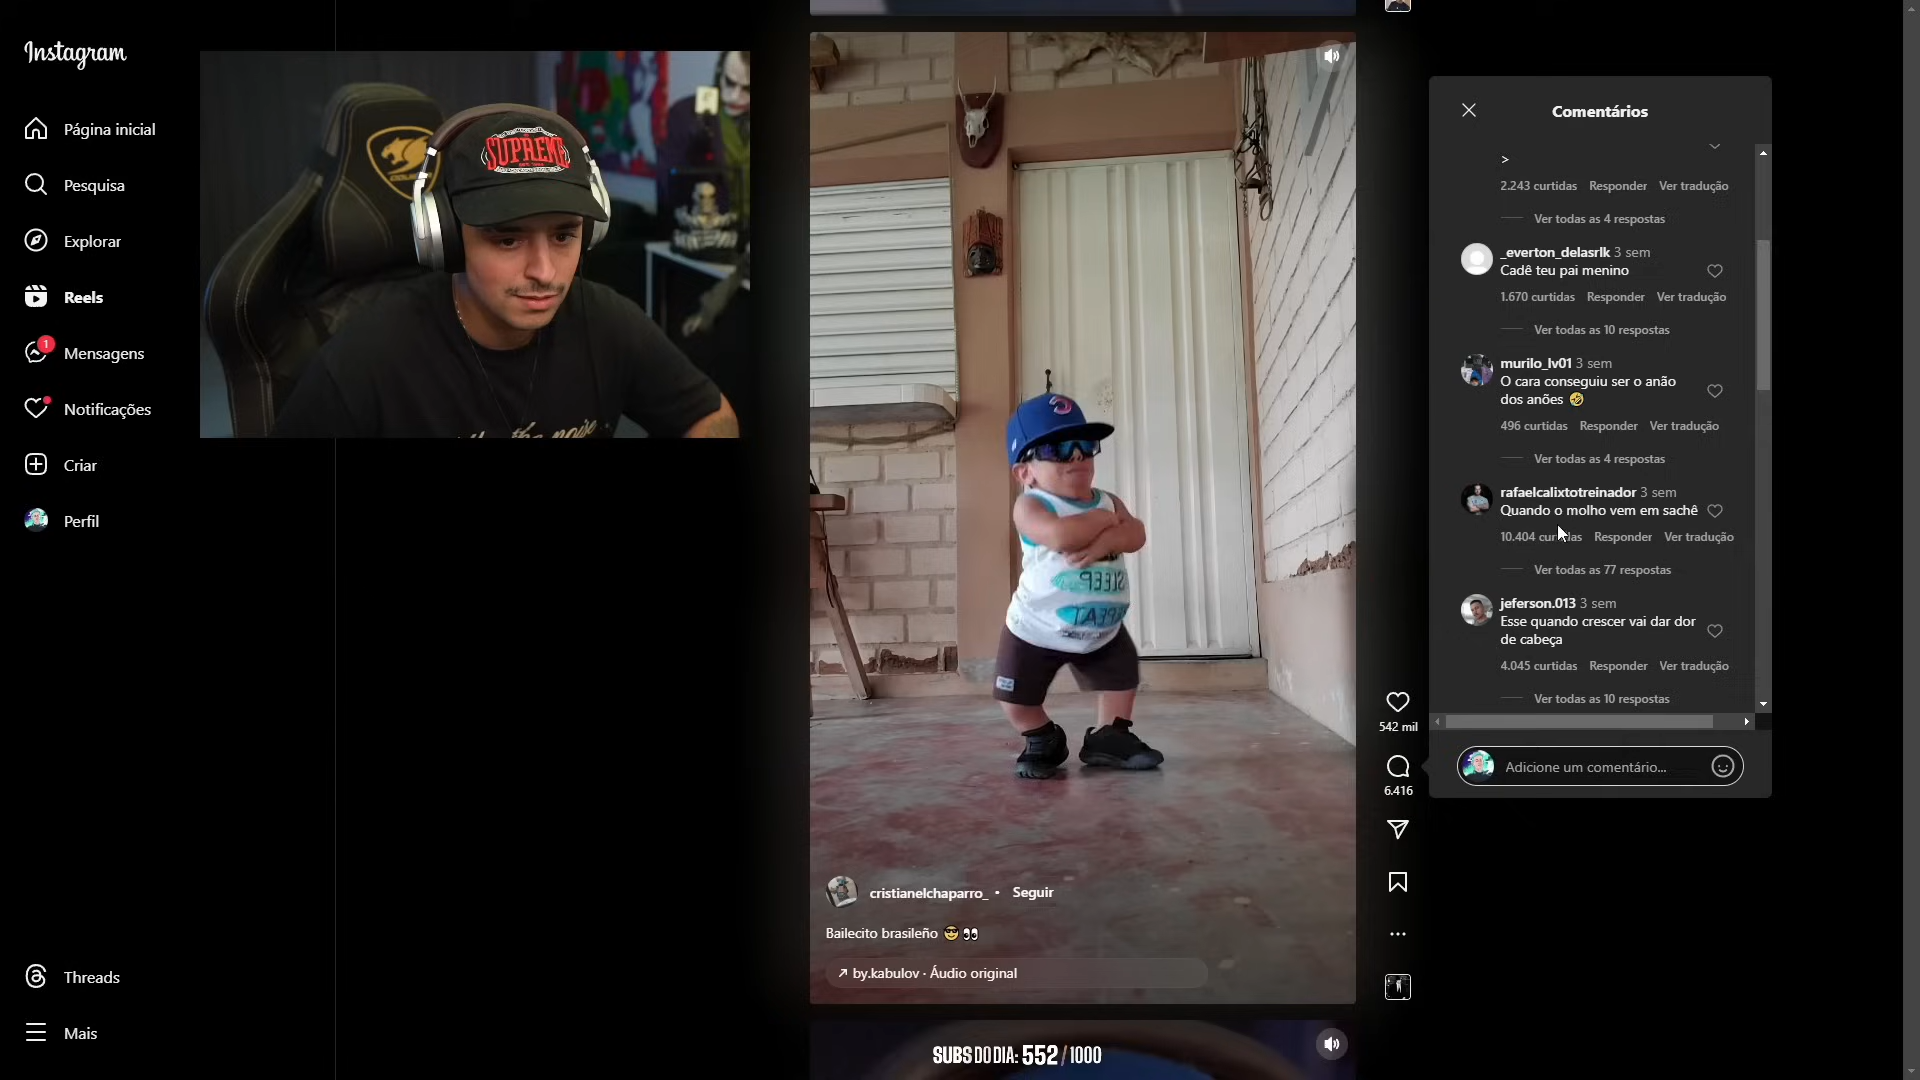 Instagram
Página inicial
Pesquisa
Explorar
Reels
1
Mensagens
Notificações
Criar
Perfil
Threads
Mais
SUPREME
SLEEP
REPEAT
cristianelchaparro_ • Seguir
Bailecito brasileño 😎👀
↗ by.kabulov · Áudio original
SUBS DO DIA: 552 / 1000
542 mil
6.416
Comentários
>
2.243 curtidas Responder Ver tradução
Ver todas as 4 respostas
_everton_delasrlk 3 sem
Cadê teu pai menino
1.670 curtidas Responder Ver tradução
Ver todas as 10 respostas
murilo_lv01 3 sem
O cara conseguiu ser o anão
dos anões 🤣
496 curtidas Responder Ver tradução
Ver todas as 4 respostas
rafaelcalixtotreinador 3 sem
Quando o molho vem em sachê
10.404 curtidas Responder Ver tradução
Ver todas as 77 respostas
jeferson.013 3 sem
Esse quando crescer vai dar dor
de cabeça
4.045 curtidas Responder Ver tradução
Ver todas as 10 respostas
Adicione um comentário...